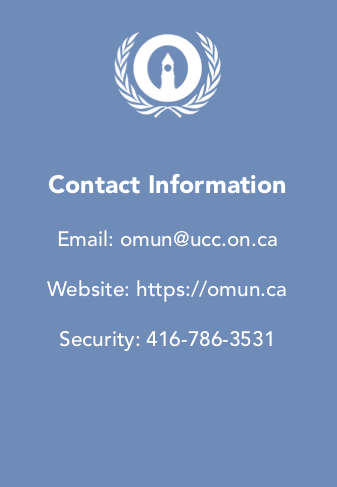 Contact Information
Email: omun@ucc.on.ca
Website: https://omun.ca
Security: 416-786-3531